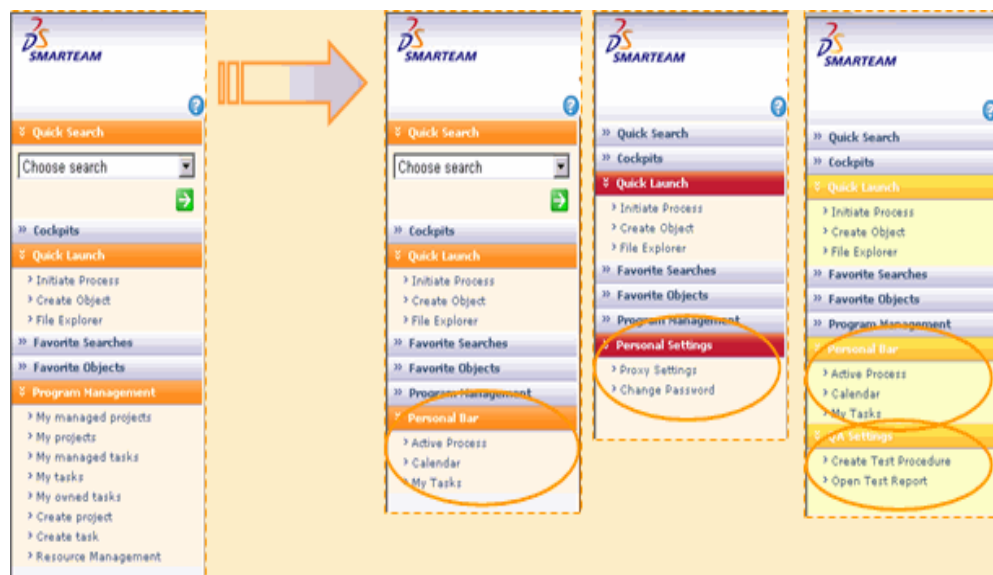 DS
SMARTEAM
?
Quick Search
Choose search
Cockpits
Quick Launch
Initiate Process
Create Object
File Explorer
Favorite Searches
Favorite Objects
Program Management
My managed projects
My projects
My managed tasks
My tasks
My owned tasks
Create project
Create task
Resource Management
DS
SMARTEAM
?
Quick Search
Choose search
Cockpits
Quick Launch
Initiate Process
Create Object
File Explorer
Favorite Searches
Favorite Objects
Program Management
Personal Bar
Active Process
Calendar
My Tasks
DS
SMARTEAM
?
Quick Search
Cockpits
Quick Launch
Initiate Process
Create Object
File Explorer
Favorite Searches
Favorite Objects
Program Management
Personal Settings
Proxy Settings
Change Password
DS
SMARTEAM
?
Quick Search
Cockpits
Quick Launch
Initiate Process
Create Object
File Explorer
Favorite Searches
Favorite Objects
Program Management
Personal Bar
Active Process
Calendar
My Tasks
QA Settings
Create Test Procedure
Open Test Report